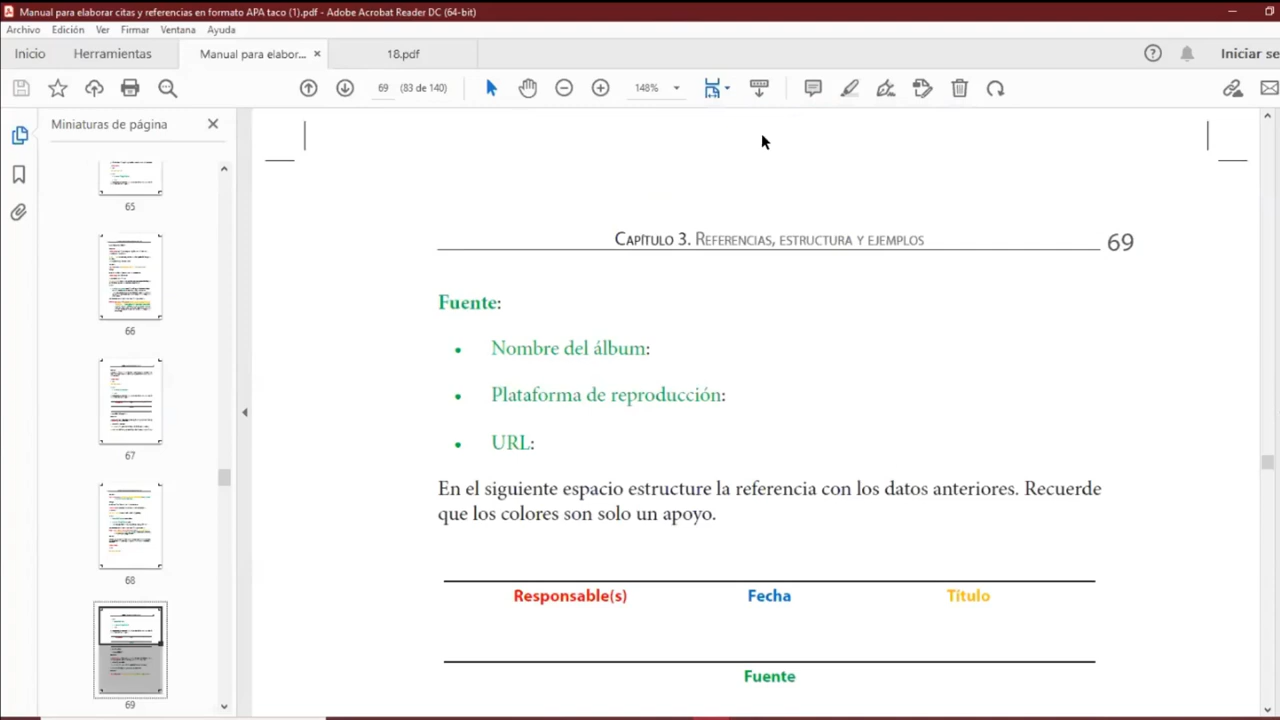 Manual para elaborar citas y referencias en formato APA taco (1).pdf - Adobe Acrobat Reader DC (64-bit)
Archivo Edición Ver Firmar Ventana Ayuda
Inicio Herramientas Manual para elabor... × 18.pdf Iniciar se
69 (83 de 140) 148%
Miniaturas de página
65
66
67
68
69
CAPÍTULO 3. REFERENCIAS, ESTRUCTURA Y EJEMPLOS 69
Fuente:
• Nombre del álbum:
• Plataforma de reproducción:
• URL:
En el siguiente espacio estructure la referencia con los datos anteriores. Recuerde
que los colores son solo un apoyo.
Responsable(s) Fecha Título
Fuente